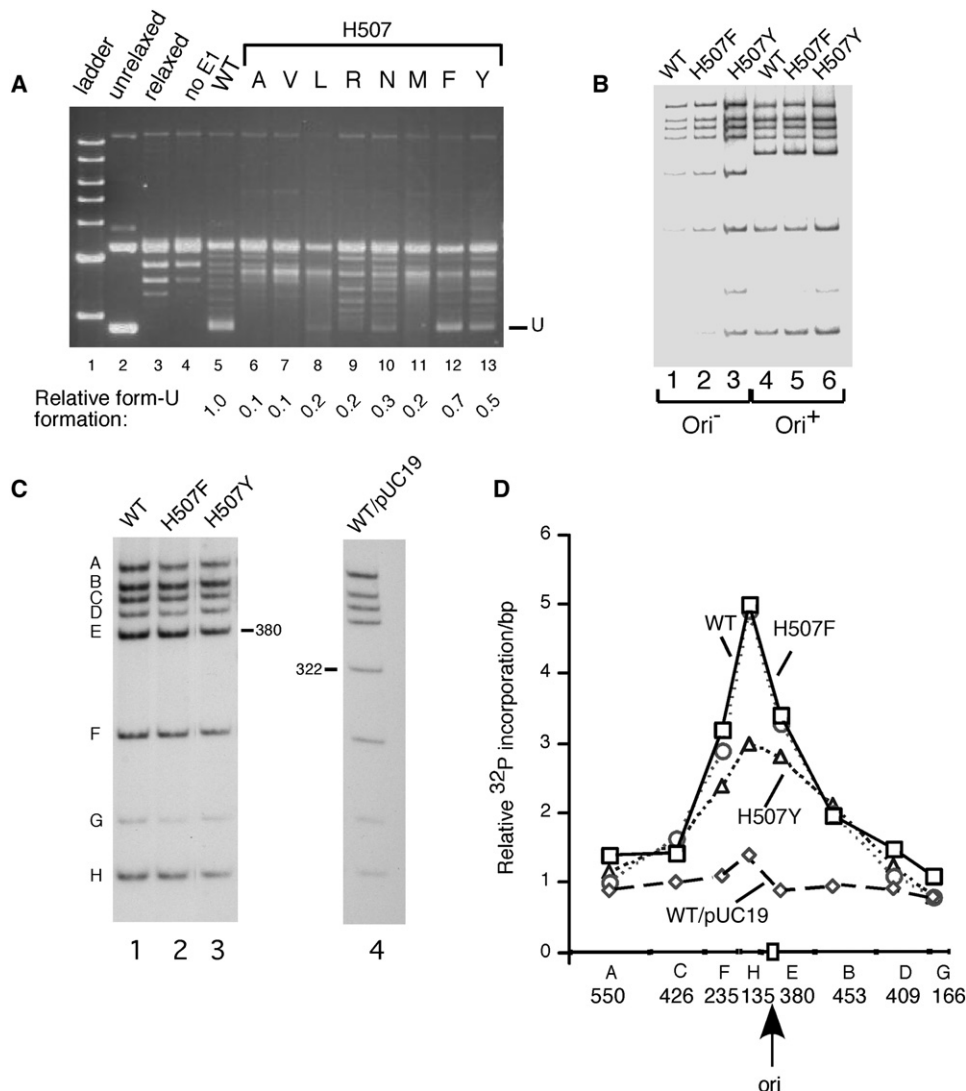 A
H507
ladder
unrelaxed
relaxed
no E1
WT
A V L R N M F Y
U
1 2 3 4 5 6 7 8 9 10 11 12 13
Relative form-U
formation:
1.0 0.1 0.1 0.2 0.2 0.3 0.2 0.7 0.5
B
WT
H507F
H507Y
WT
H507F
H507Y
1 2 3 4 5 6
Ori-
Ori+
C
WT
H507F
H507Y
WT/pUC19
A
B
C
D
E
380
322
F
G
H
1 2 3 4
D
Relative 32P incorporation/bp
6
5
4
3
2
1
0
WT
H507F
H507Y
WT/pUC19
A C F H E B D G
550 426 235 135 380 453 409 166
ori